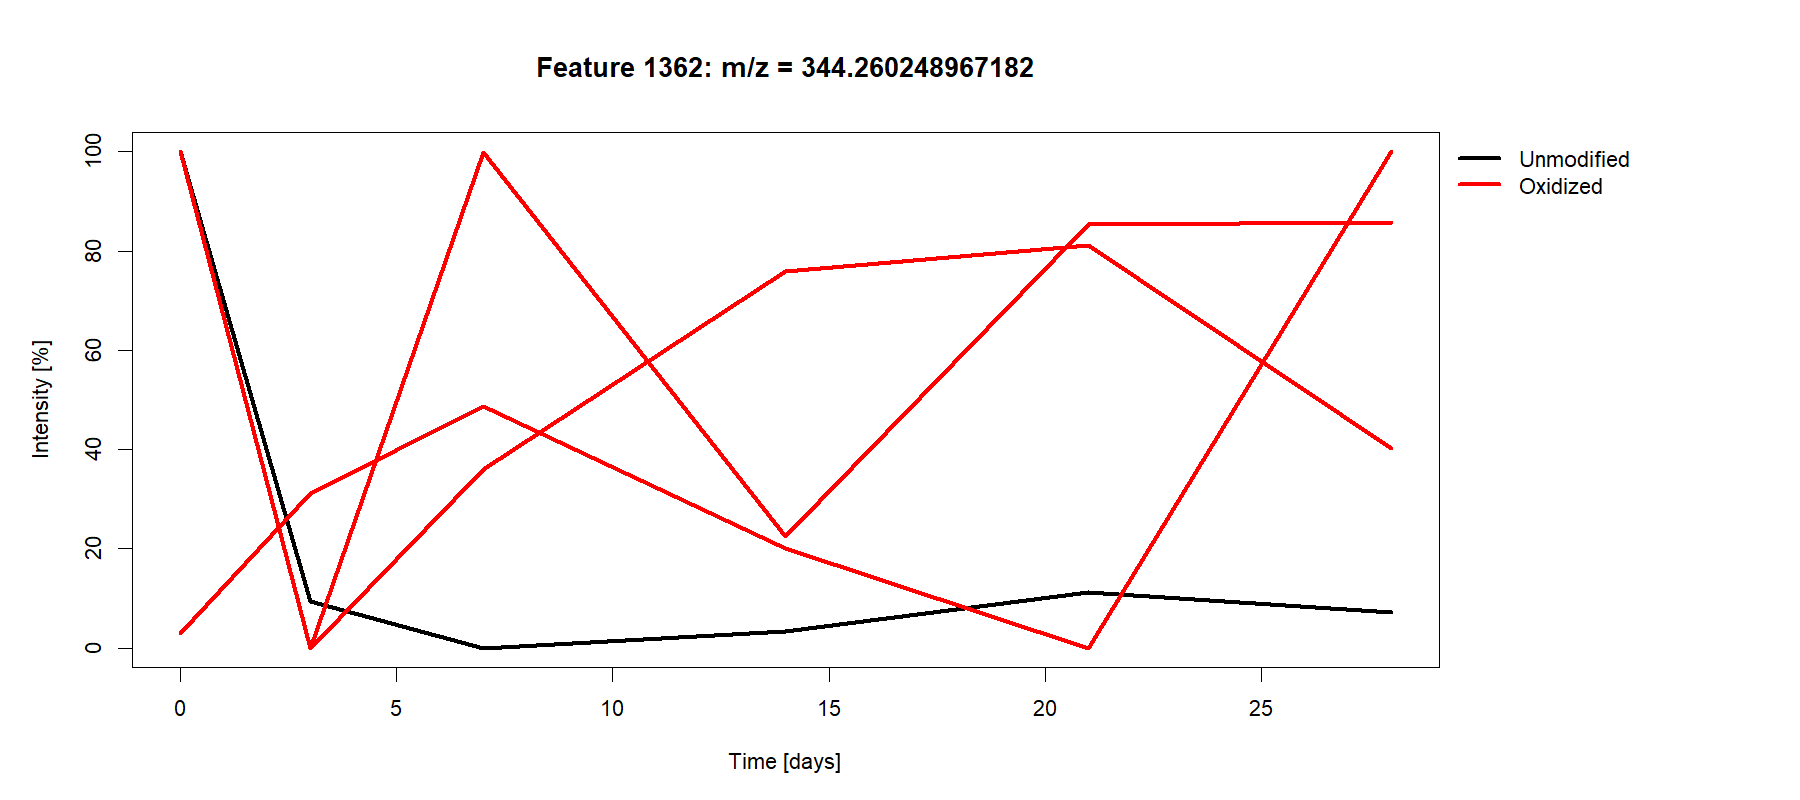 Feature 1362: m/z = 344.260248967182
Unmodified
Oxidized
Intensity [%]
100
80
60
40
20
0
0 5 10 15 20 25
Time [days]